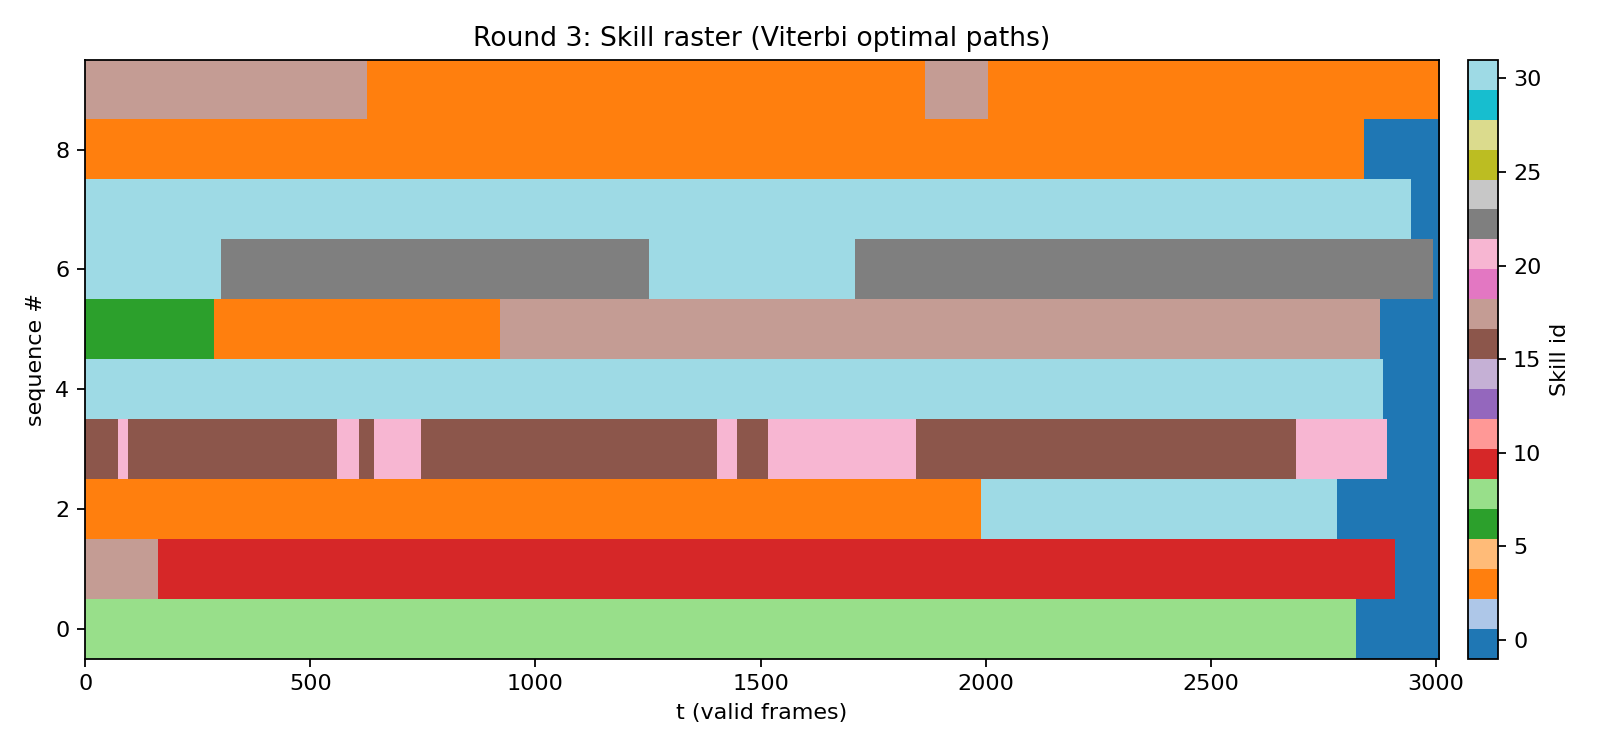 Round 3: Skill raster (Viterbi optimal paths)
sequence #
8
6
4
2
0
0 500 1000 1500 2000 2500 3000
t (valid frames)
30
25
20
15
10
5
0
Skill id